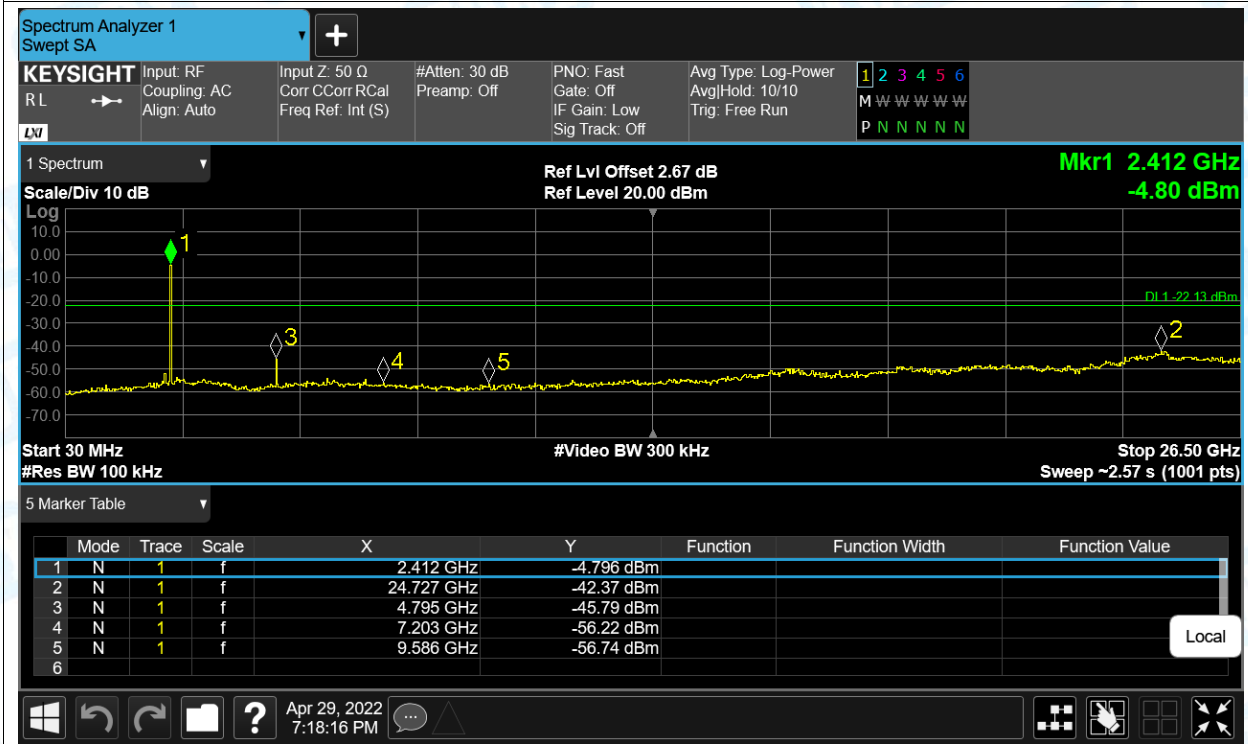 Spectrum Analyzer 1
Swept SA
+
KEYSIGHT
R L
LXI
Input: RF
Coupling: AC
Align: Auto
Input Z: 50 Ω
Corr CCorr RCal
Freq Ref: Int (S)
#Atten: 30 dB
Preamp: Off
PNO: Fast
Gate: Off
IF Gain: Low
Sig Track: Off
Avg Type: Log-Power
Avg|Hold: 10/10
Trig: Free Run
1 2 3 4 5 6
M W W W W W
P N N N N N
1 Spectrum
Scale/Div 10 dB
Ref Lvl Offset 2.67 dB
Ref Level 20.00 dBm
Mkr1 2.412 GHz
-4.80 dBm
Log
10.0
0.00
-10.0
-20.0
-30.0
-40.0
-50.0
-60.0
-70.0
1
3
4
5
2
DL1 -22.13 dBm
Start 30 MHz
#Res BW 100 kHz
#Video BW 300 kHz
Stop 26.50 GHz
Sweep ~2.57 s (1001 pts)
5 Marker Table
Mode Trace Scale X Y Function Function Width Function Value
1 N 1 f 2.412 GHz -4.796 dBm
2 N 1 f 24.727 GHz -42.37 dBm
3 N 1 f 4.795 GHz -45.79 dBm
4 N 1 f 7.203 GHz -56.22 dBm
5 N 1 f 9.586 GHz -56.74 dBm
6
Local
?
Apr 29, 2022
7:18:16 PM